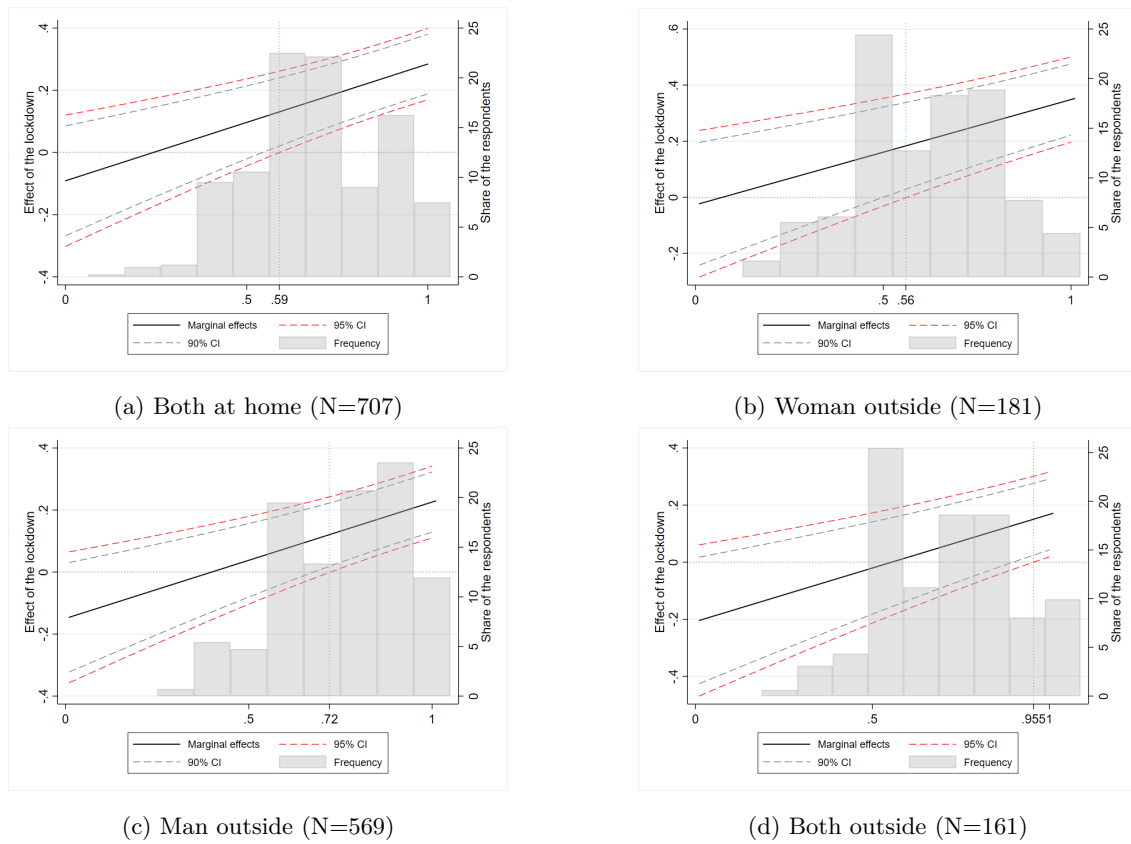 .4
.2
0
-.2
-.4
Effect of the lockdown
25
20
15
10
5
0
Share of the respondents
0 .5 .59 1
Marginal effects 95% CI
90% CI Frequency
(a) Both at home (N=707)
.6
.4
.2
0
-.2
Effect of the lockdown
25
20
15
10
5
0
Share of the respondents
0 .5 .56 1
Marginal effects 95% CI
90% CI Frequency
(b) Woman outside (N=181)
.4
.2
0
-.2
-.4
Effect of the lockdown
25
20
15
10
5
0
Share of the respondents
0 .5 .72 1
Marginal effects 95% CI
90% CI Frequency
(c) Man outside (N=569)
.4
.2
0
-.2
-.4
Effect of the lockdown
25
20
15
10
5
0
Share of the respondents
0 .5 .9551
Marginal effects 95% CI
90% CI Frequency
(d) Both outside (N=161)